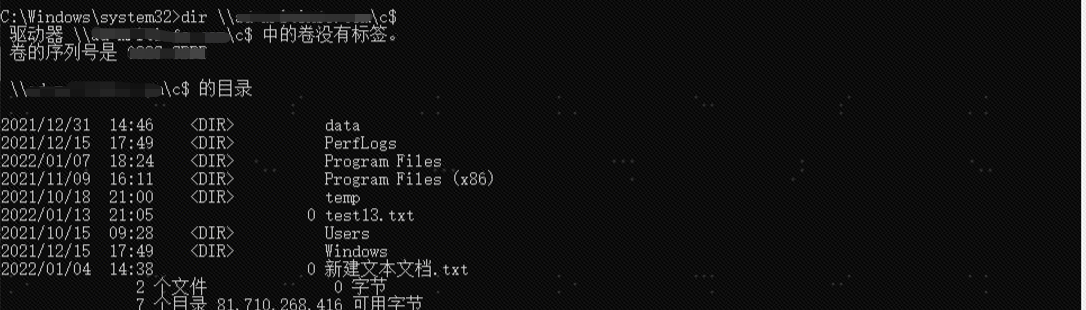 C:\Windows\system32>dir \\ \c$
驱动器 \\ \c$ 中的卷没有标签。
卷的序列号是
\\ \c$ 的目录
2021/12/31 14:46 <DIR> data
2021/12/15 17:49 <DIR> PerfLogs
2022/01/07 18:24 <DIR> Program Files
2021/11/09 16:11 <DIR> Program Files (x86)
2021/10/18 21:00 <DIR> temp
2022/01/13 21:05 0 test13.txt
2021/10/15 09:28 <DIR> Users
2021/12/15 17:49 <DIR> Windows
2022/01/04 14:38 0 新建文本文档.txt
2 个文件 0 字节
7 个目录 81,710,268,416 可用字节